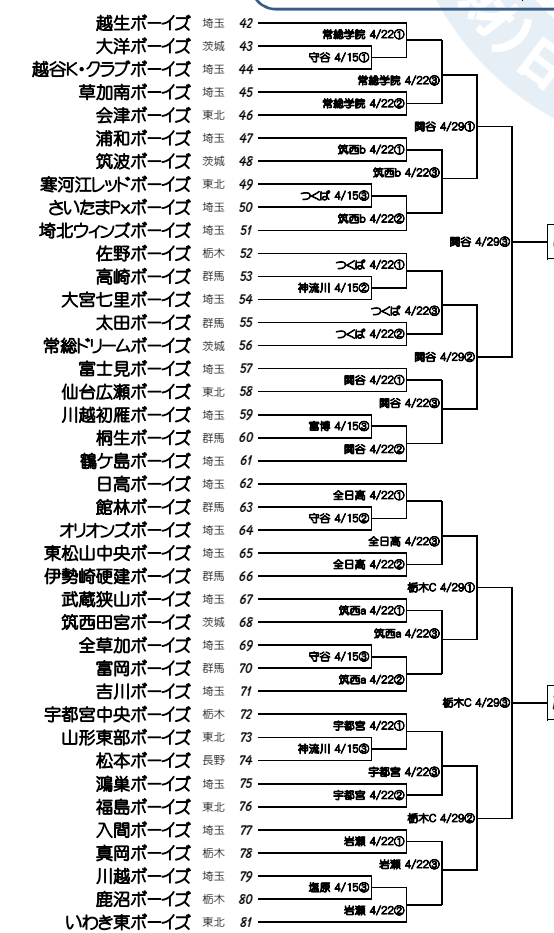 財)日
越生ボーイズ 埼玉 42
大洋ボーイズ 茨城 43
越谷K・クラブボーイズ 埼玉 44
草加南ボーイズ 埼玉 45
会津ボーイズ 東北 46
浦和ボーイズ 埼玉 47
筑波ボーイズ 茨城 48
寒河江レッドボーイズ 東北 49
さいたまPxボーイズ 埼玉 50
埼北ウィンズボーイズ 埼玉 51
佐野ボーイズ 栃木 52
高崎ボーイズ 群馬 53
大宮七里ボーイズ 埼玉 54
太田ボーイズ 群馬 55
常総ドリームボーイズ 茨城 56
富士見ボーイズ 埼玉 57
仙台広瀬ボーイズ 東北 58
川越初雁ボーイズ 埼玉 59
桐生ボーイズ 群馬 60
鶴ケ島ボーイズ 埼玉 61
日高ボーイズ 埼玉 62
館林ボーイズ 群馬 63
オリオンズボーイズ 埼玉 64
東松山中央ボーイズ 埼玉 65
伊勢崎硬建ボーイズ 群馬 66
武蔵狭山ボーイズ 埼玉 67
筑西田宮ボーイズ 茨城 68
全草加ボーイズ 埼玉 69
富岡ボーイズ 群馬 70
吉川ボーイズ 埼玉 71
宇都宮中央ボーイズ 栃木 72
山形東部ボーイズ 東北 73
松本ボーイズ 長野 74
鴻巣ボーイズ 埼玉 75
福島ボーイズ 東北 76
入間ボーイズ 埼玉 77
真岡ボーイズ 栃木 78
川越ボーイズ 埼玉 79
鹿沼ボーイズ 栃木 80
いわき東ボーイズ 東北 81
常総学院 4/22①
守谷 4/15①
常総学院 4/22③
常総学院 4/22②
関谷 4/29①
筑西b 4/22①
筑西b 4/22③
つくば 4/15③
筑西b 4/22②
関谷 4/29③
つくば 4/22①
神流川 4/15②
つくば 4/22③
つくば 4/22②
関谷 4/29②
関谷 4/22①
関谷 4/22③
富博 4/15③
関谷 4/22②
全日高 4/22①
守谷 4/15②
全日高 4/22③
全日高 4/22②
栃木C 4/29①
筑西a 4/22①
筑西a 4/22③
守谷 4/15③
筑西a 4/22②
栃木C 4/29③
宇都宮 4/22①
神流川 4/15③
宇都宮 4/22③
宇都宮 4/22②
栃木C 4/29②
岩瀬 4/22①
岩瀬 4/22③
塩原 4/15③
岩瀬 4/22②